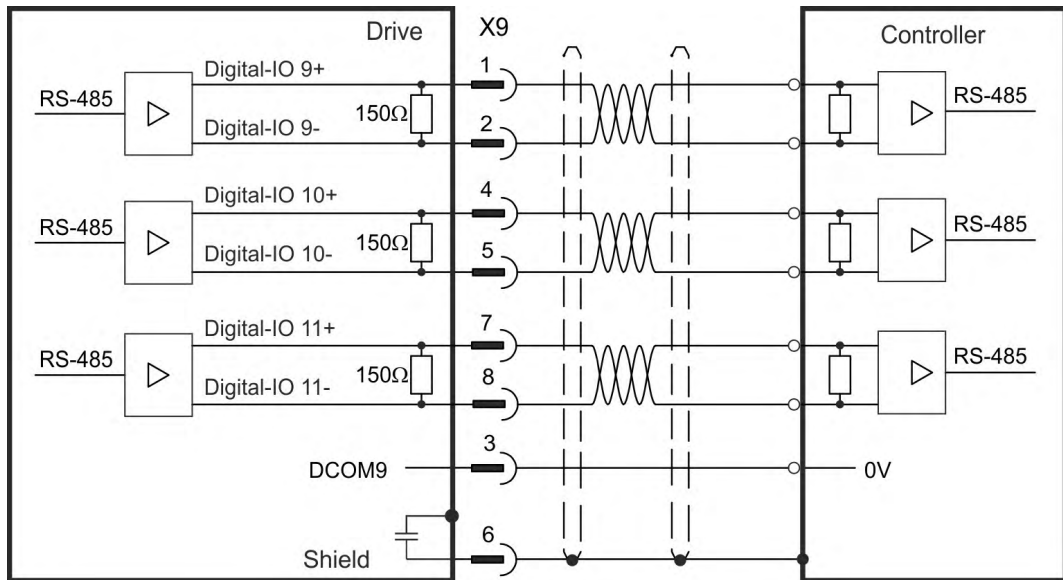 Drive
X9
Controller
Digital-IO 9+
1
RS-485
150Ω
RS-485
Digital-IO 9-
2
Digital-IO 10+
4
RS-485
150Ω
RS-485
Digital-IO 10-
5
Digital-IO 11+
7
RS-485
150Ω
RS-485
Digital-IO 11-
8
3
DCOM9
0V
6
Shield